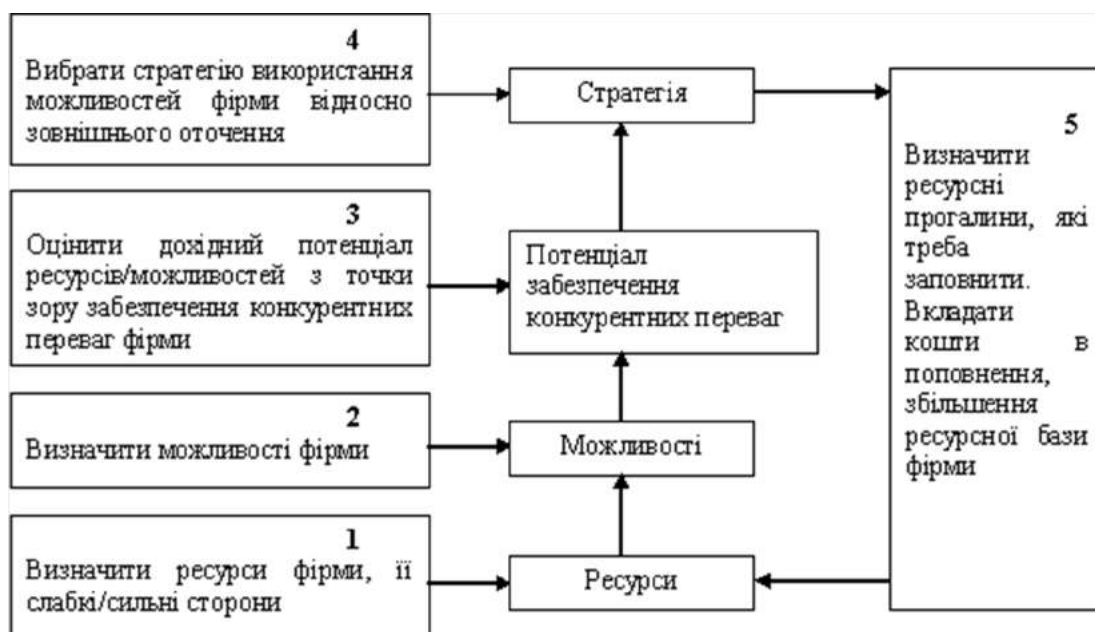 4
Вибрати стратегію використання
можливостей фірми відносно
зовнішнього оточення
Стратегія
5
Визначити
ресурсні
прогалини, які
треба
заповнити.
Вкладати
кошти в
поповнення,
збільшення
ресурсної бази
фірми
3
Оцінити дохідний потенціал
ресурсів/можливостей з точки
зору забезпечення конкурентних
переваг фірми
Потенціал
забезпечення
конкурентних переваг
2
Визначити можливості фірми
Можливості
1
Визначити ресурси фірми, її
слабкі/сильні сторони
Ресурси